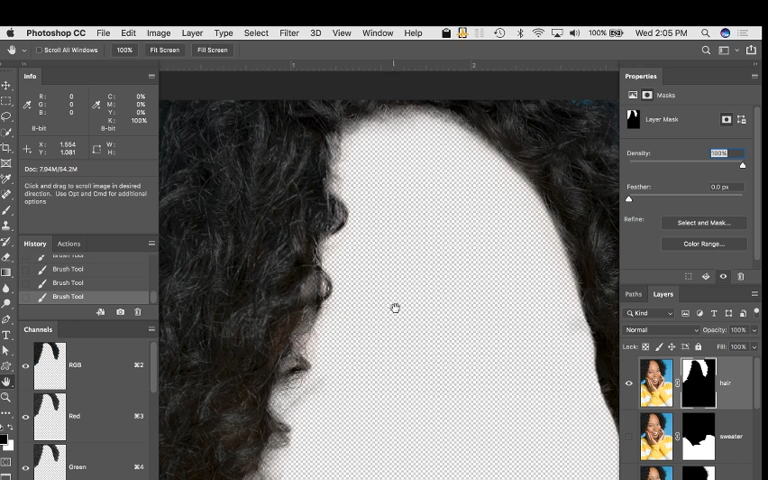 Photoshop CC File Edit Image Layer Type Select Filter 3D View Window Help 100% Wed 2:05 PM
Scroll All Windows 100% Fit Screen Fill Screen
Info
R: 0 C: 0%
G: 0 M: 0%
B: 0 Y: 0%
K: 100%
8-bit 8-bit
X: 1.554 W:
Y: 1.081 H:
Doc: 7.94M/54.2M
Click and drag to scroll image in desired
direction. Use Opt and Cmd for additional
options
History Actions
Brush Tool
Brush Tool
Brush Tool
Brush Tool
Channels
RGB ⌘2
Red ⌘3
Green ⌘4
1 2
Properties
Masks
Layer Mask
Density: 100%
Feather: 0.0 px
Refine: Select and Mask...
Color Range...
Paths Layers
Kind
Normal Opacity: 100%
Lock: Fill: 100%
hair
sweater